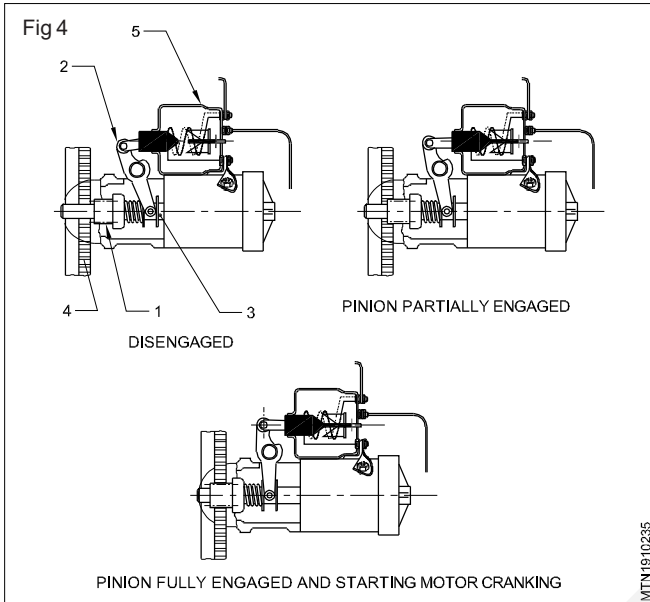 Fig 4
5
2
4
1
3
DISENGAGED
PINION PARTIALLY ENGAGED
PINION FULLY ENGAGED AND STARTING MOTOR CRANKING
MTN1910235